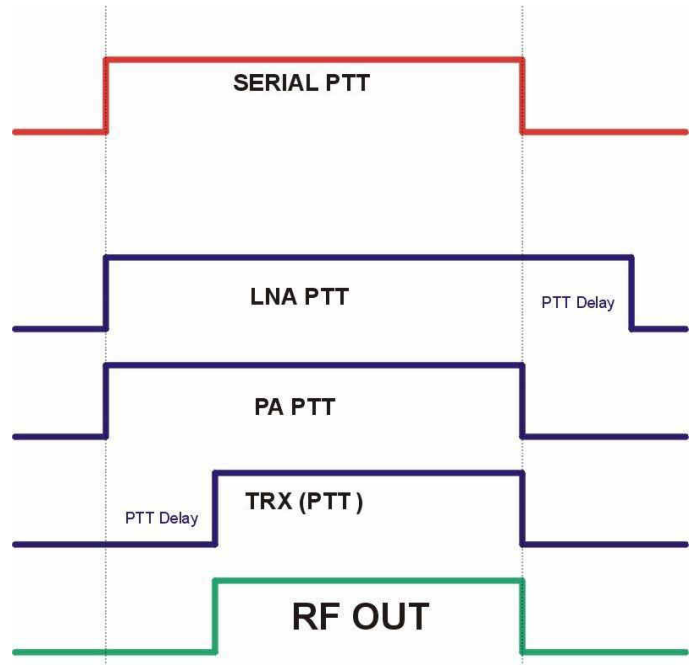 SERIAL PTT
LNA PTT
PTT Delay
PA PTT
TRX (PTT )
PTT Delay
RF OUT